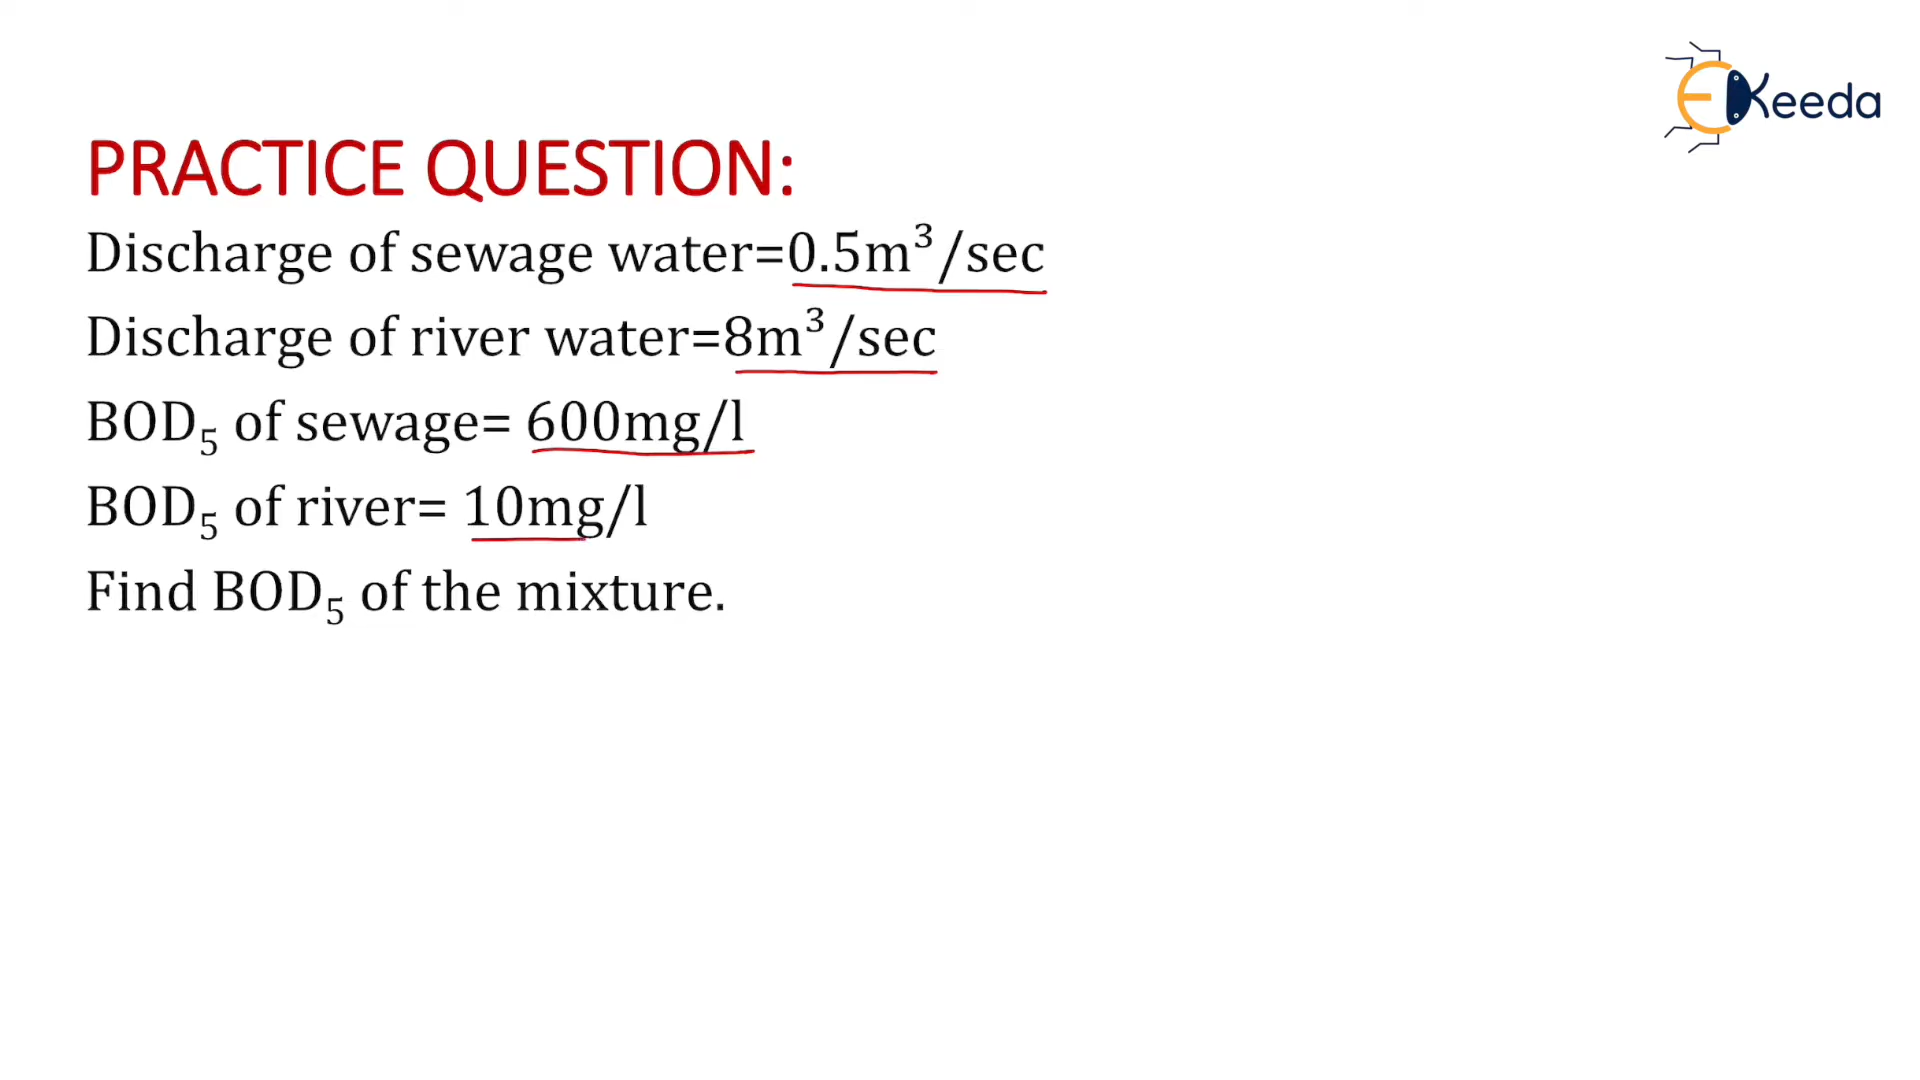 EKeeda
PRACTICE QUESTION:
Discharge of sewage water=0.5m³/sec
Discharge of river water=8m³/sec
BOD₅ of sewage= 600mg/l
BOD₅ of river= 10mg/l
Find BOD₅ of the mixture.